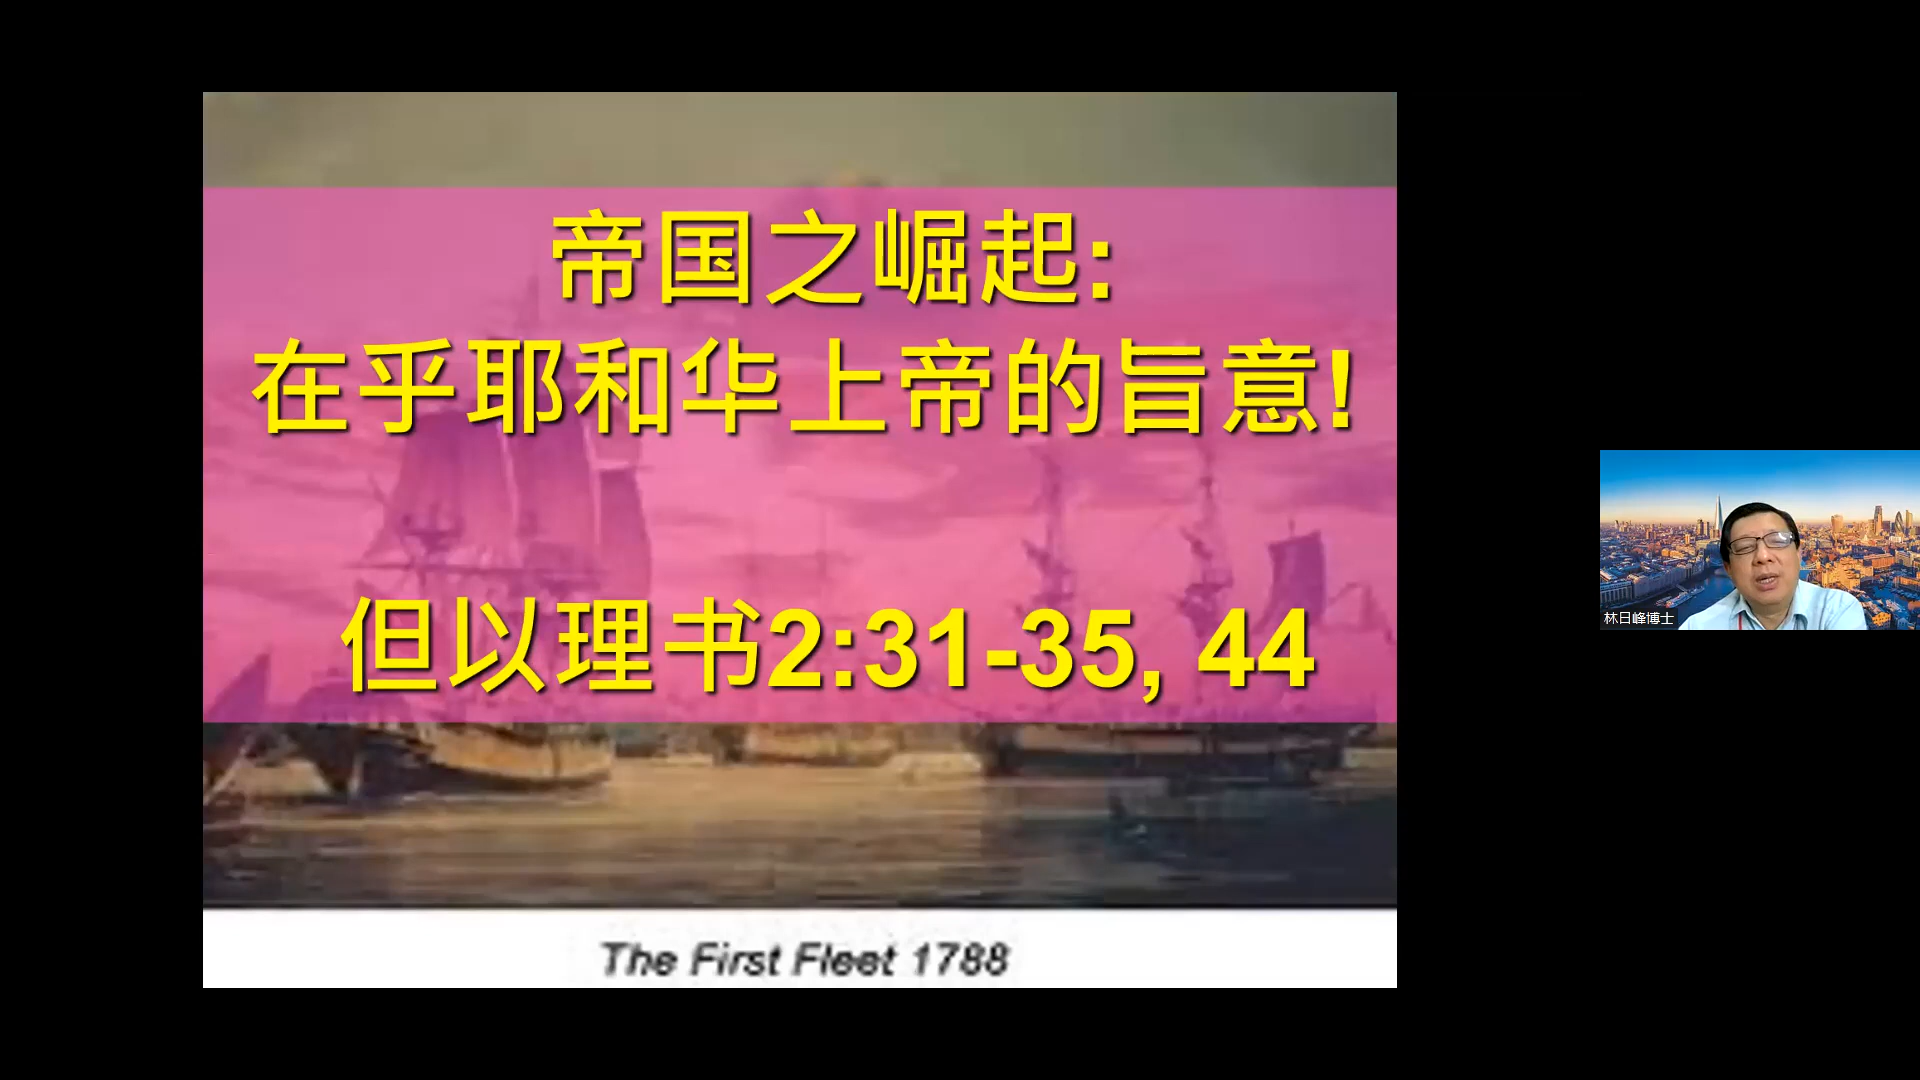 帝国之崛起:
在乎耶和华上帝的旨意!
但以理书2:31-35, 44
The First Fleet 1788
林日峰博士